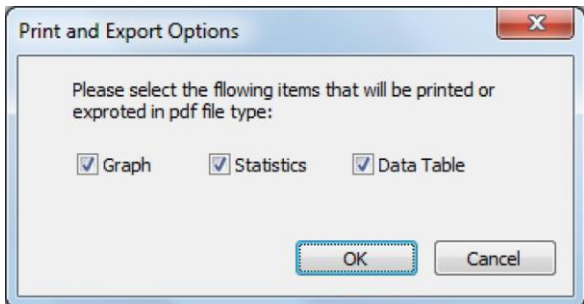 Print and Export Options
Please select the fllowing items that will be printed or
exproted in pdf file type:
Graph Statistics Data Table
OK Cancel